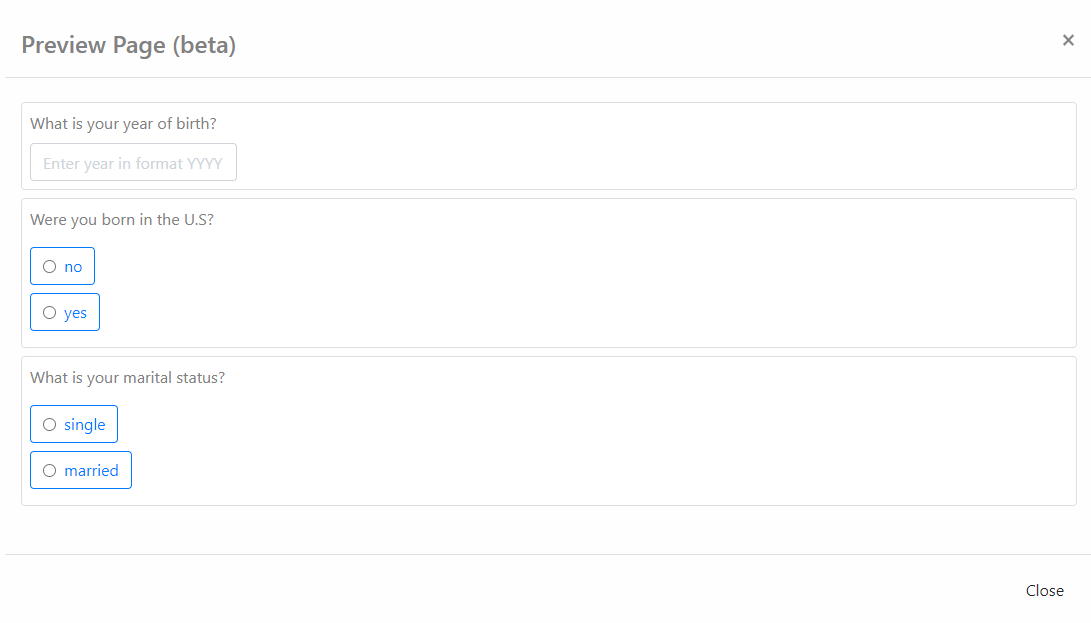 Preview Page (beta)
×
What is your year of birth?
Enter year in format YYYY
Were you born in the U.S?
no
yes
What is your marital status?
single
married
Close